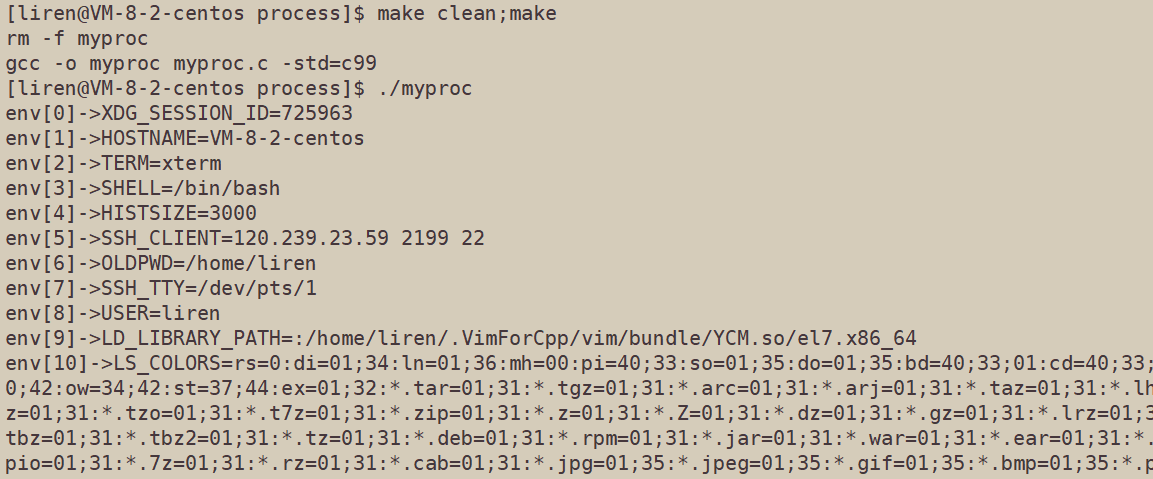 [liren@VM-8-2-centos process]$ make clean;make
rm -f myproc
gcc -o myproc myproc.c -std=c99
[liren@VM-8-2-centos process]$ ./myproc
env[0]->XDG_SESSION_ID=725963
env[1]->HOSTNAME=VM-8-2-centos
env[2]->TERM=xterm
env[3]->SHELL=/bin/bash
env[4]->HISTSIZE=3000
env[5]->SSH_CLIENT=120.239.23.59 2199 22
env[6]->OLDPWD=/home/liren
env[7]->SSH_TTY=/dev/pts/1
env[8]->USER=liren
env[9]->LD_LIBRARY_PATH=:/home/liren/.VimForCpp/vim/bundle/YCM.so/el7.x86_64
env[10]->LS_COLORS=rs=0:di=01;34:ln=01;36:mh=00:pi=40;33:so=01;35:do=01;35:bd=40;33;01:cd=40;33;
0;42:ow=34;42:st=37;44:ex=01;32:*.tar=01;31:*.tgz=01;31:*.arc=01;31:*.arj=01;31:*.taz=01;31:*.lh
z=01;31:*.tzo=01;31:*.t7z=01;31:*.zip=01;31:*.z=01;31:*.Z=01;31:*.dz=01;31:*.gz=01;31:*.lrz=01;3
tbz=01;31:*.tbz2=01;31:*.tz=01;31:*.deb=01;31:*.rpm=01;31:*.jar=01;31:*.war=01;31:*.ear=01;31:*.
pio=01;31:*.7z=01;31:*.rz=01;31:*.cab=01;31:*.jpg=01;35:*.jpeg=01;35:*.gif=01;35:*.bmp=01;35:*.p